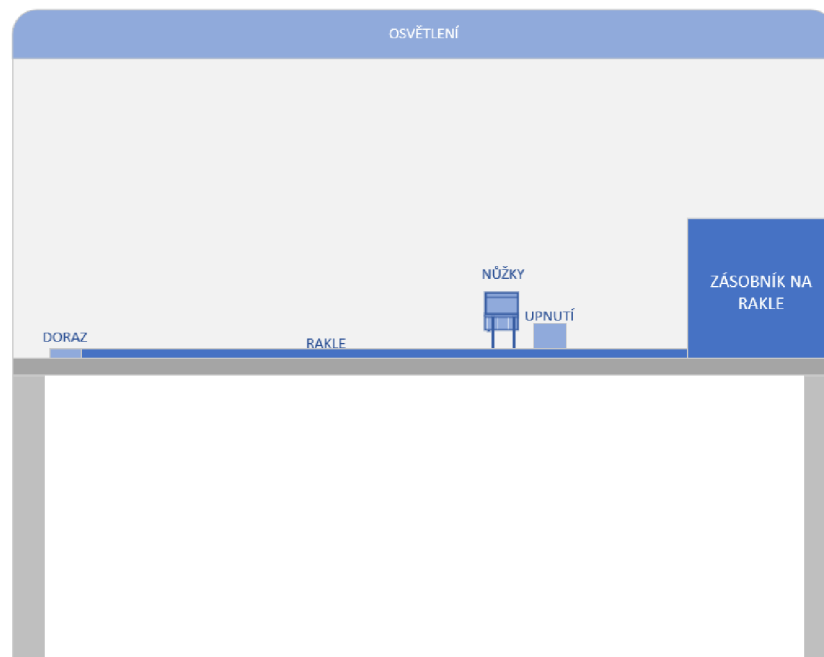 OSVĚTLENÍ
NŮŽKY
ZÁSOBNÍK NA
RAKLE
UPNUTÍ
DORAZ
RAKLE